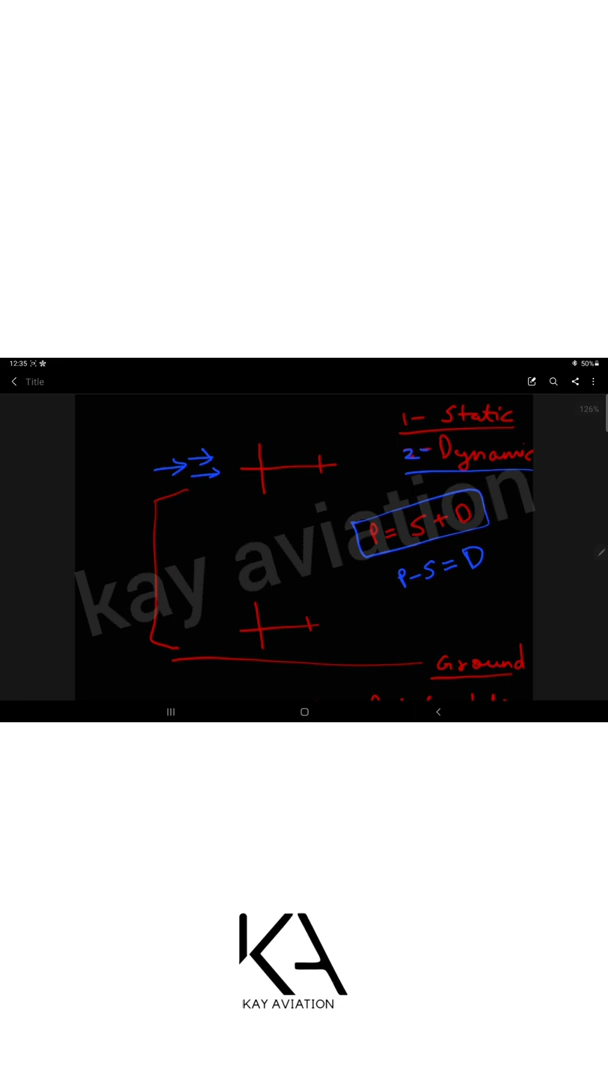 12:35
50%
Title
126%
1- Static
2- Dynamic
P = S + D
P - S = D
kay aviation
Ground
KA
KAY AVIATION